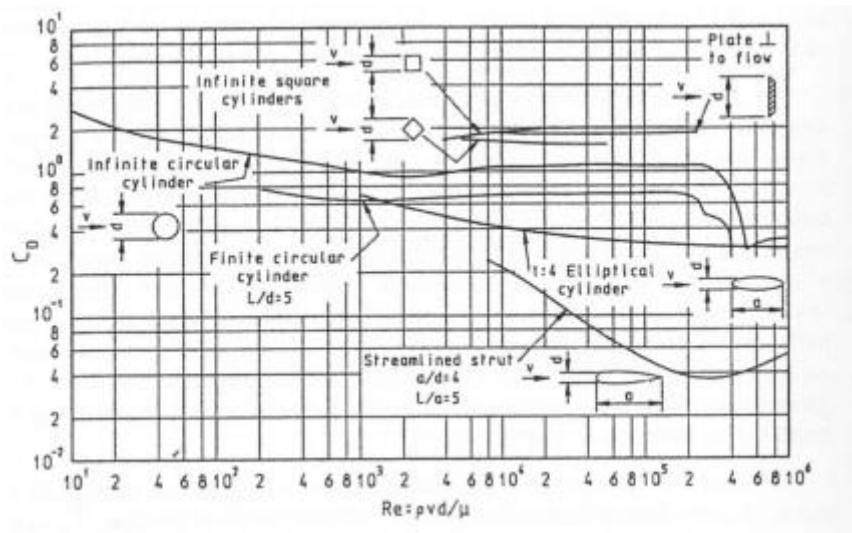 10¹
8
6
4
2
10⁰
8
6
4
2
10⁻¹
8
6
4
2
10⁻²
C_D
Infinite square
cylinders
v
d
v
d
Plate ⊥
to flow
v
d
Infinite circular
cylinder
v
d
Finite circular
cylinder
L/d=5
1:4 Elliptical
cylinder
v
d
a
Streamlined strut
a/d=4
L/a=5
v
d
a
10¹ 2 4 6 8 10² 2 4 6 8 10³ 2 4 6 8 10⁴ 2 4 6 8 10⁵ 2 4 6 8 10⁶
Re=ρvd/μ